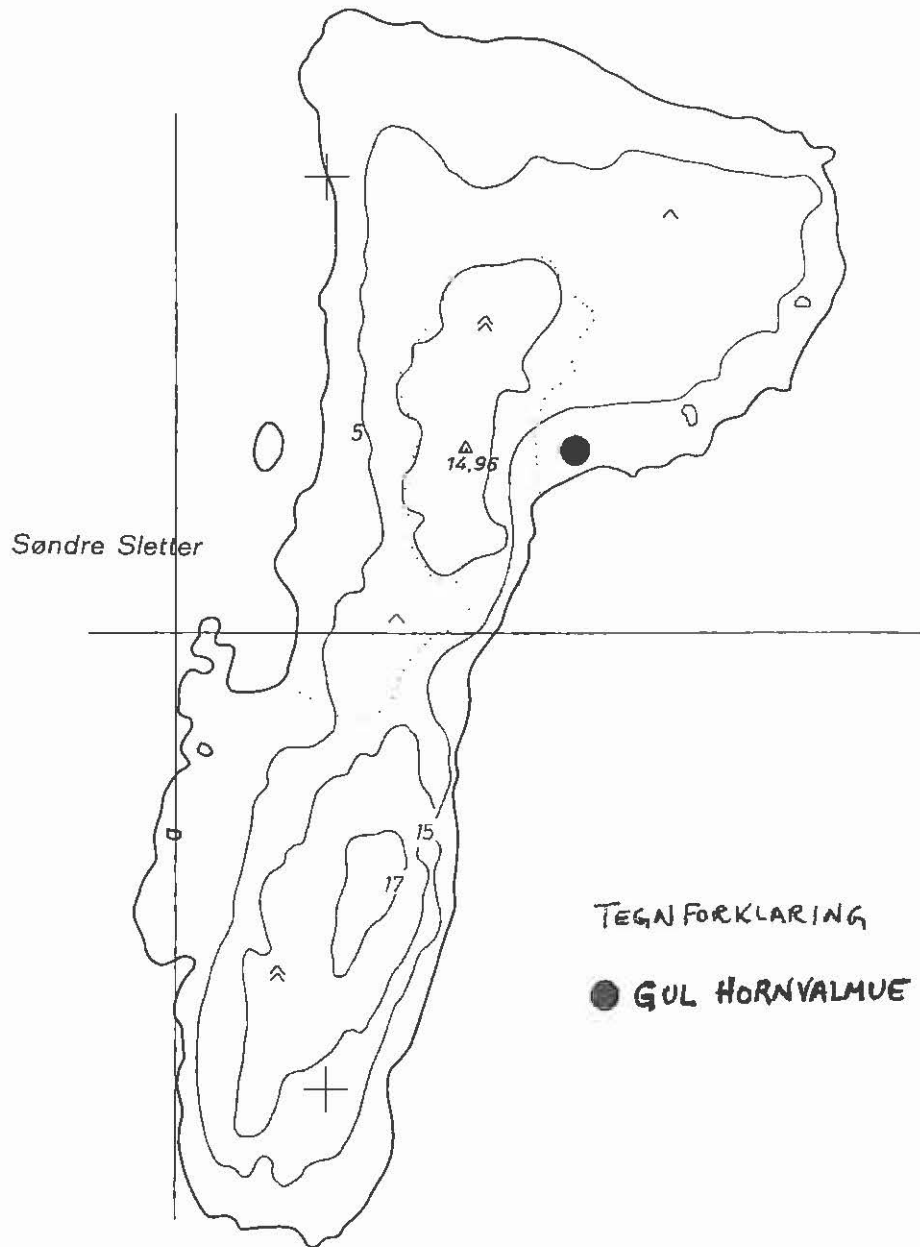 5
14,96
Søndre Sletter
15
17
TEGNFORKLARING
GUL HORNVALMUE